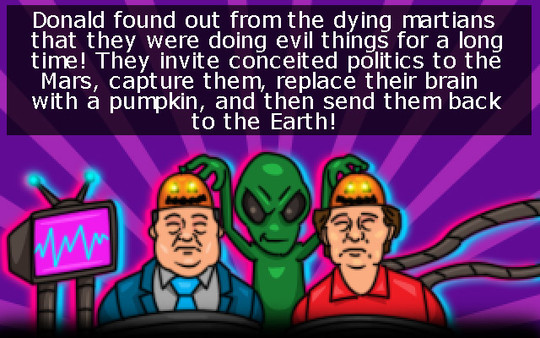 Donald found out from the dying martians
that they were doing evil things for a long
time! They invite conceited politics to the
Mars, capture them, replace their brain
with a pumpkin, and then send them back
to the Earth!